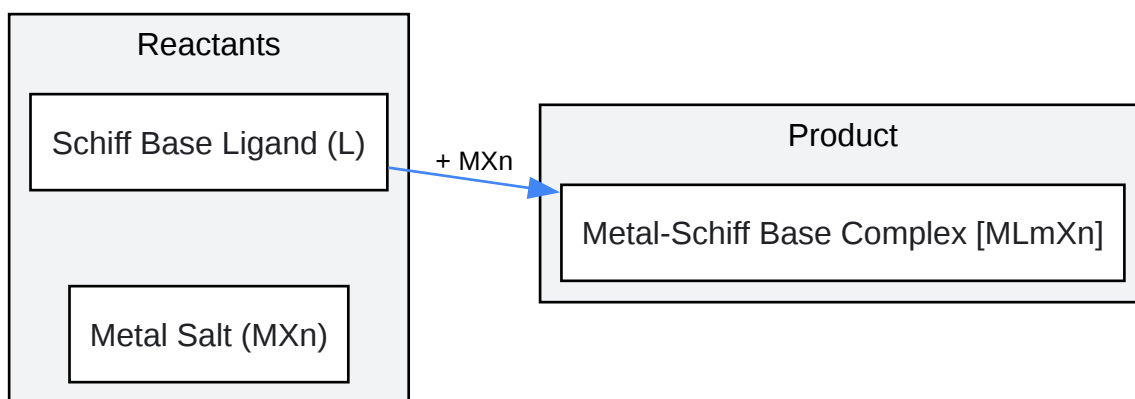 Reactants
Schiff Base Ligand (L)
+ MXn
Product
Metal-Schiff Base Complex [MLmXn]
Metal Salt (MXn)